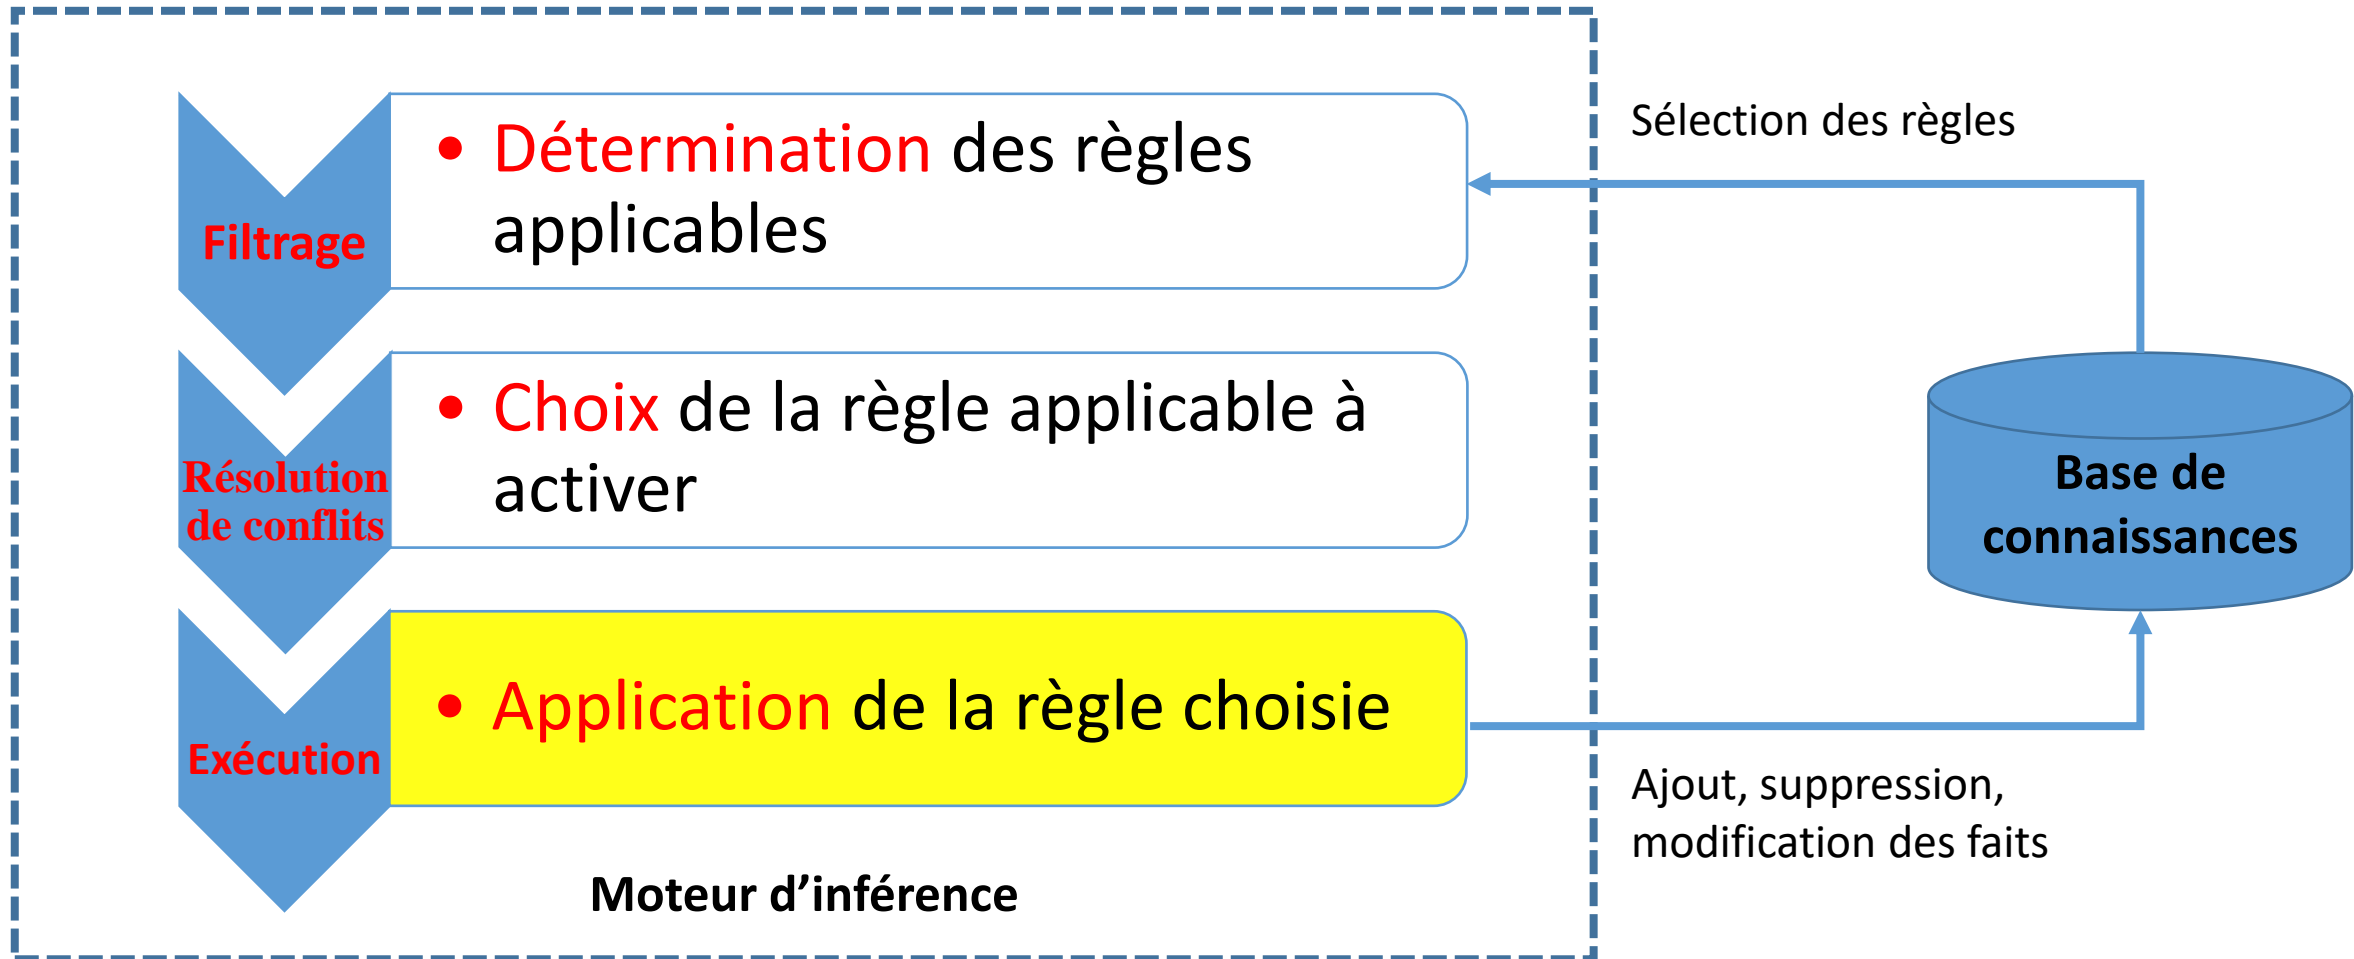 Filtrage
• Détermination des règles
applicables
Résolution
de conflits
• Choix de la règle applicable à
activer
Exécution
• Application de la règle choisie
Moteur d’inférence
Sélection des règles
Base de
connaissances
Ajout, suppression,
modification des faits